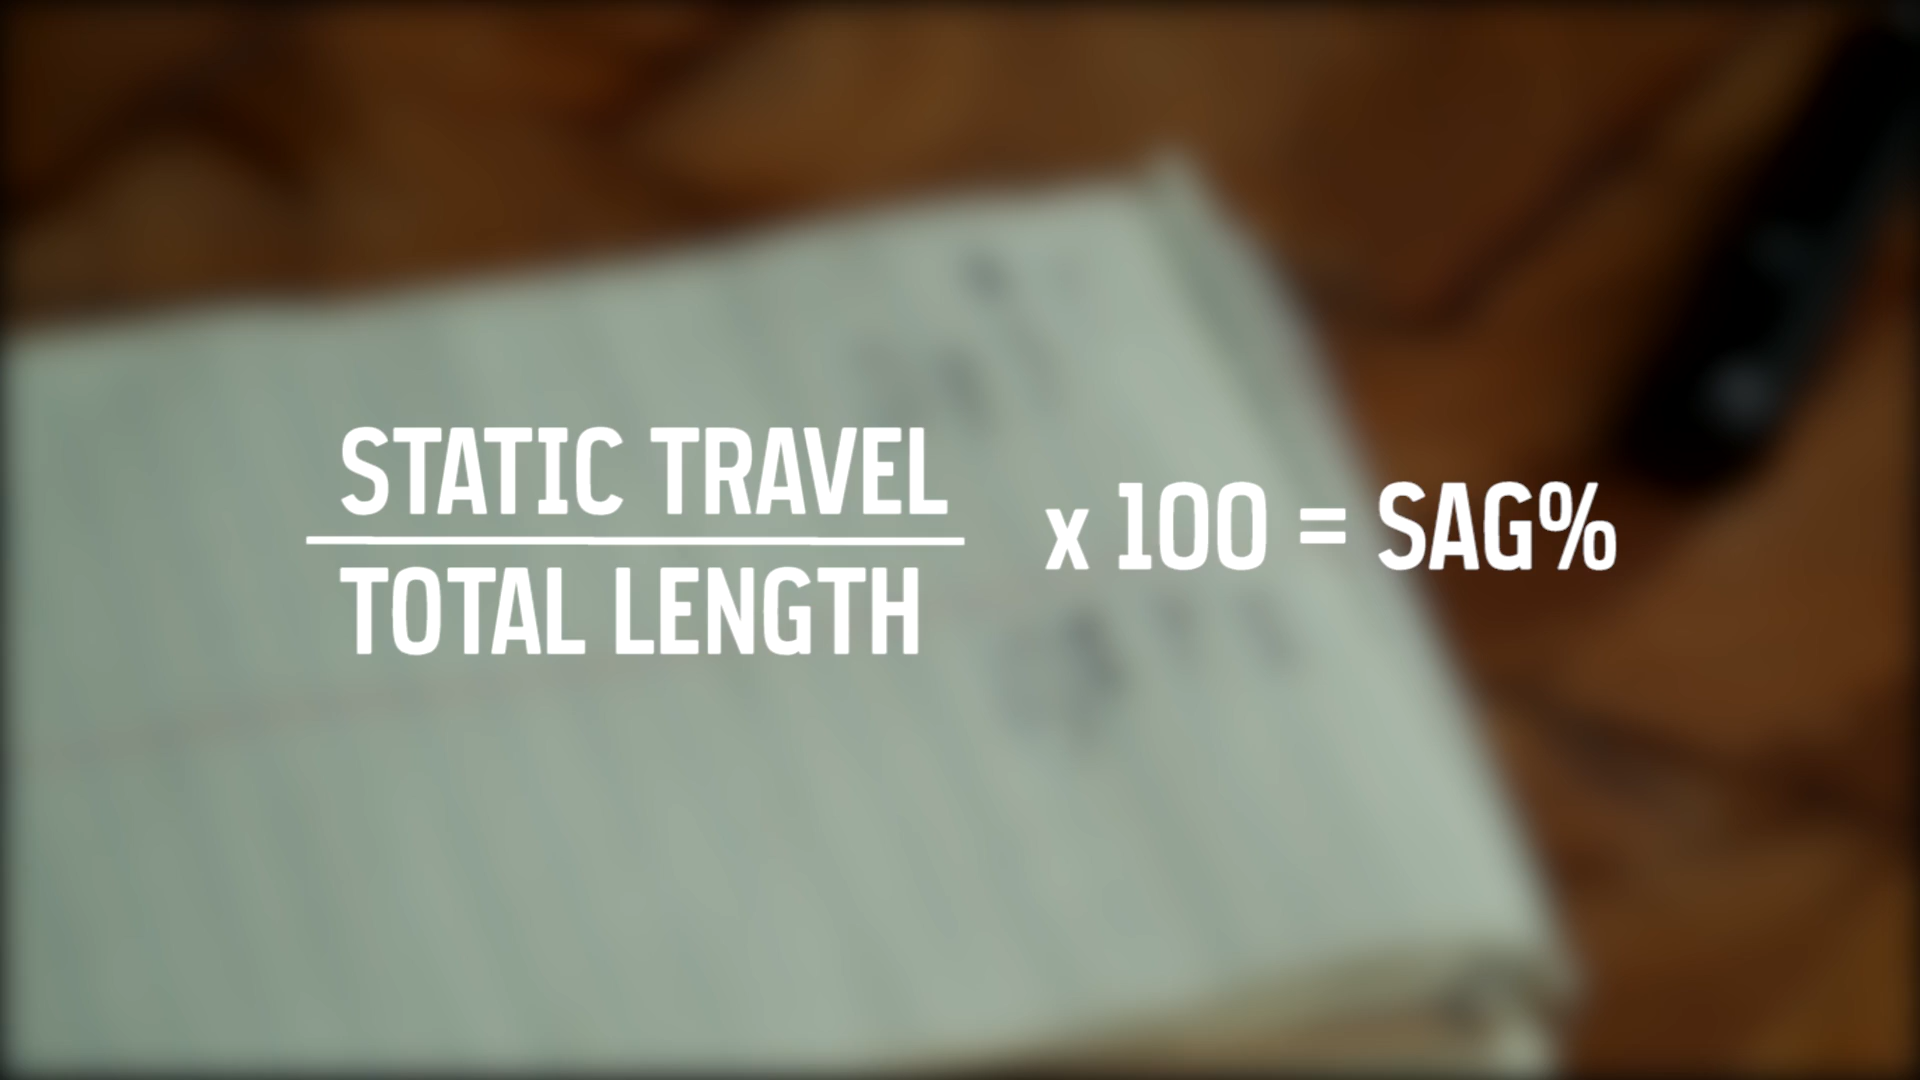 STATIC TRAVEL
TOTAL LENGTH
x 100 = SAG%